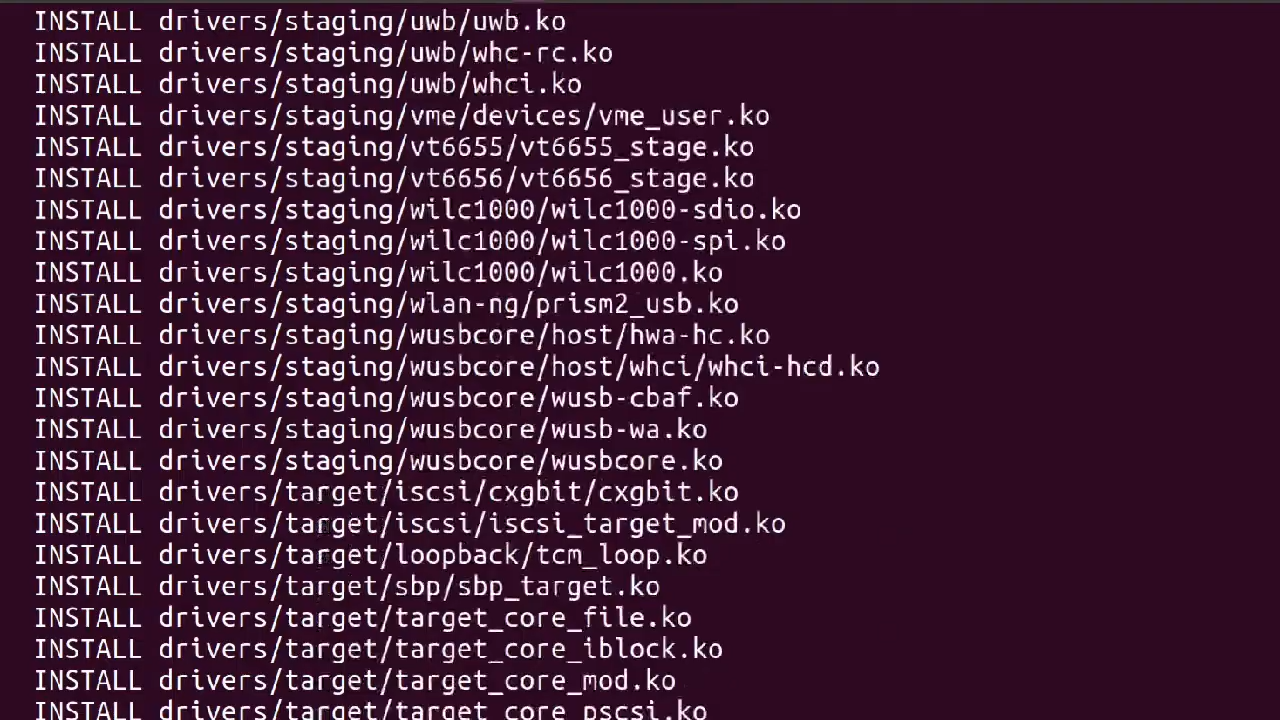 INSTALL drivers/staging/uwb/uwb.ko
INSTALL drivers/staging/uwb/whc-rc.ko
INSTALL drivers/staging/uwb/whci.ko
INSTALL drivers/staging/vme/devices/vme_user.ko
INSTALL drivers/staging/vt6655/vt6655_stage.ko
INSTALL drivers/staging/vt6656/vt6656_stage.ko
INSTALL drivers/staging/wilc1000/wilc1000-sdio.ko
INSTALL drivers/staging/wilc1000/wilc1000-spi.ko
INSTALL drivers/staging/wilc1000/wilc1000.ko
INSTALL drivers/staging/wlan-ng/prism2_usb.ko
INSTALL drivers/staging/wusbcore/host/hwa-hc.ko
INSTALL drivers/staging/wusbcore/host/whci/whci-hcd.ko
INSTALL drivers/staging/wusbcore/wusb-cbaf.ko
INSTALL drivers/staging/wusbcore/wusb-wa.ko
INSTALL drivers/staging/wusbcore/wusbcore.ko
INSTALL drivers/target/iscsi/cxgbit/cxgbit.ko
INSTALL drivers/target/iscsi/iscsi_target_mod.ko
INSTALL drivers/target/loopback/tcm_loop.ko
INSTALL drivers/target/sbp/sbp_target.ko
INSTALL drivers/target/target_core_file.ko
INSTALL drivers/target/target_core_iblock.ko
INSTALL drivers/target/target_core_mod.ko
INSTALL drivers/target/target_core_pscsi.ko